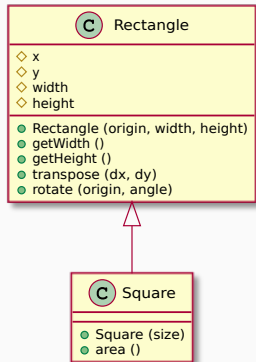 C Rectangle
x
y
width
height
Rectangle (origin, width, height)
getWidth ()
getHeight ()
transpose (dx, dy)
rotate (origin, angle)
C Square
Square (size)
area ()